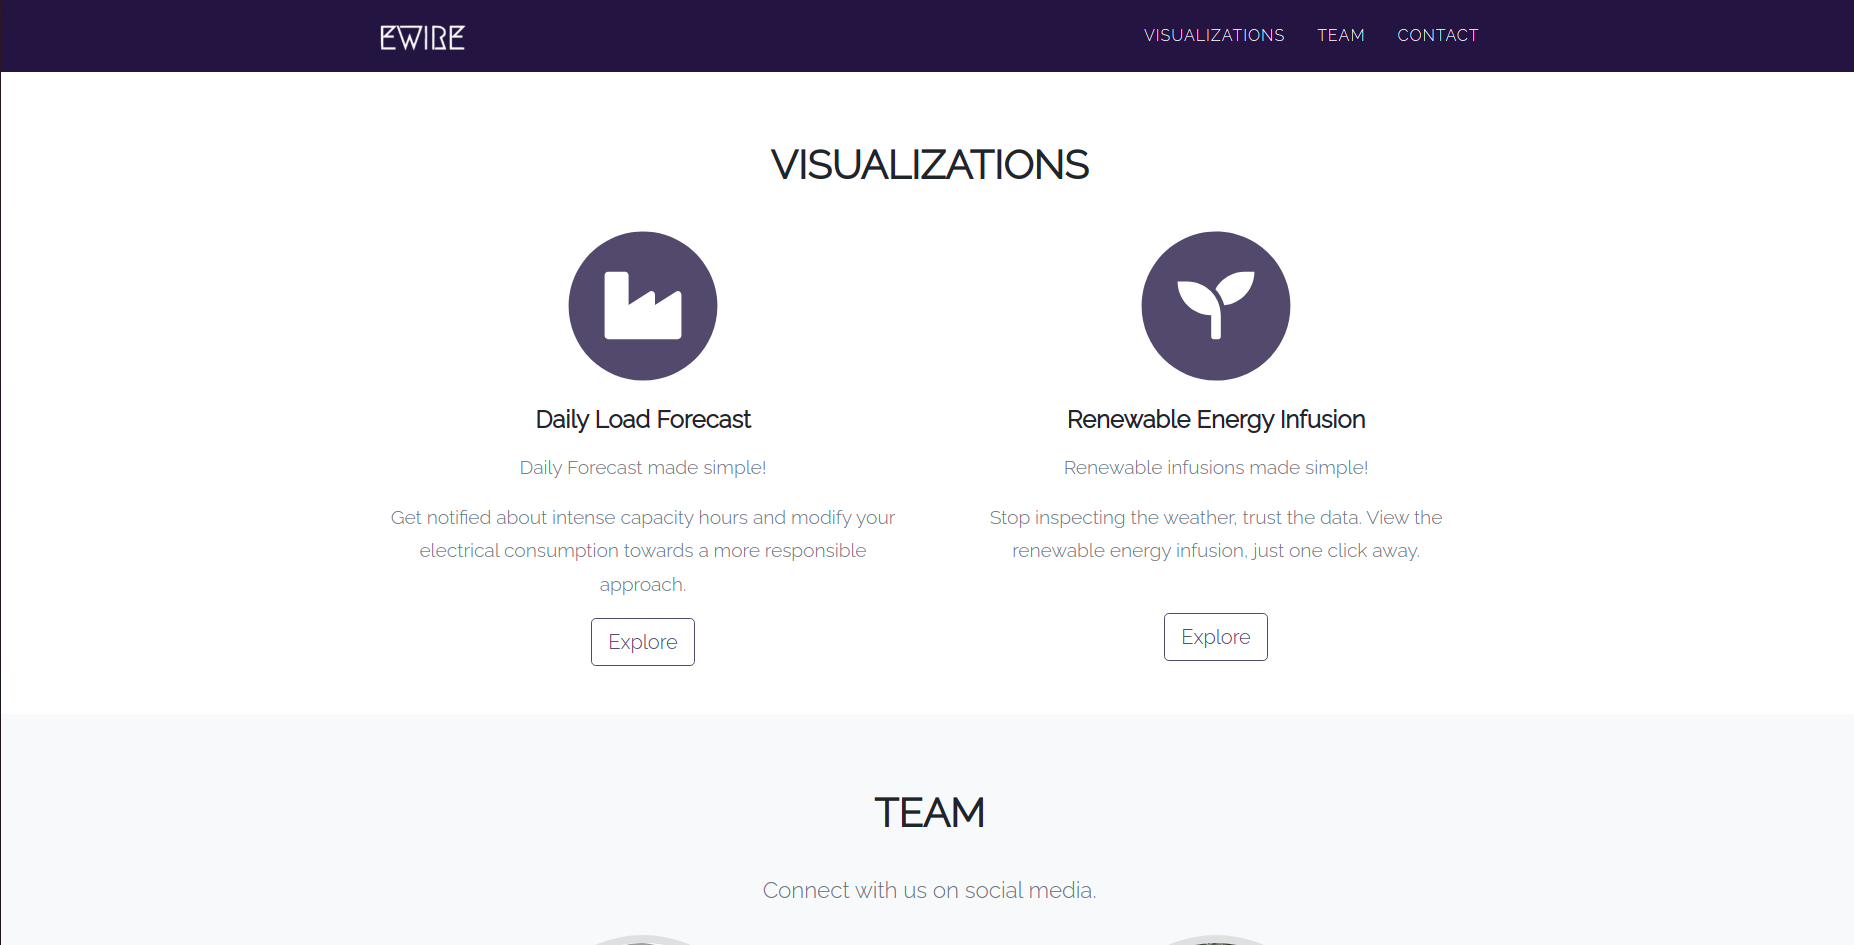 EWIRE
VISUALIZATIONS TEAM CONTACT
VISUALIZATIONS
Daily Load Forecast
Daily Forecast made simple!
Get notified about intense capacity hours and modify your
electrical consumption towards a more responsible
approach.
Explore
Renewable Energy Infusion
Renewable infusions made simple!
Stop inspecting the weather, trust the data. View the
renewable energy infusion, just one click away.
Explore
TEAM
Connect with us on social media.